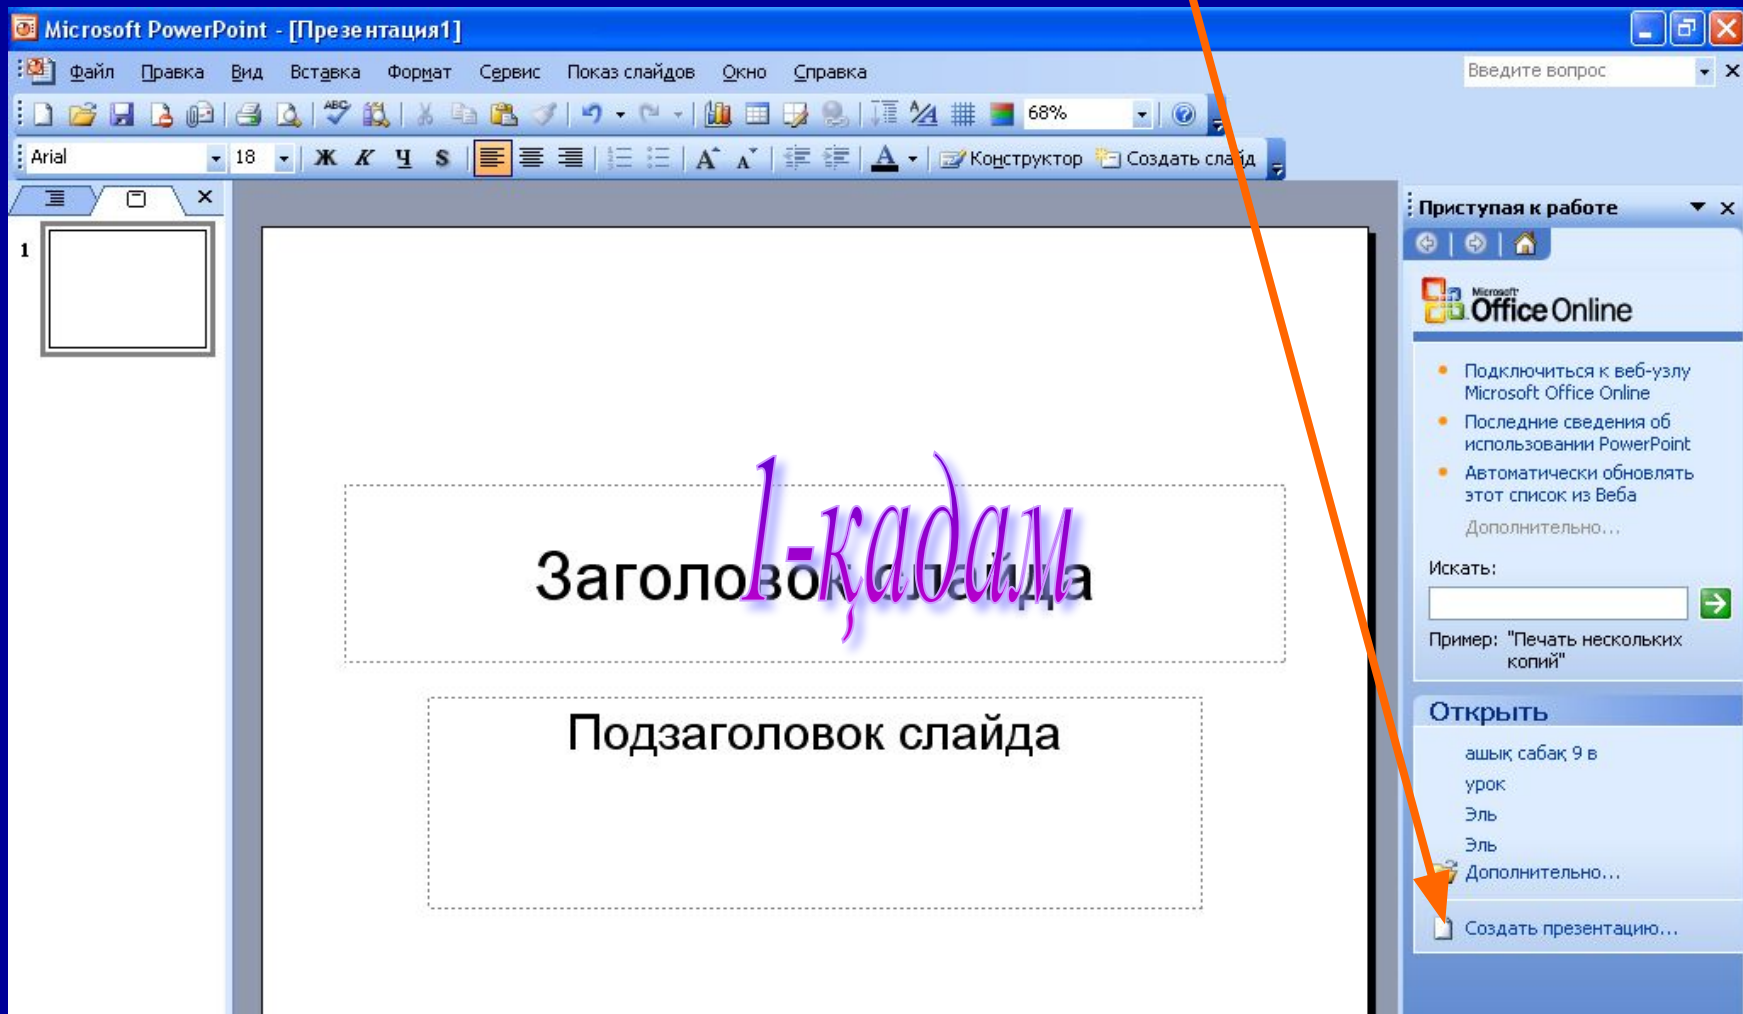 Microsoft PowerPoint - [Презентация1]
Файл Правка Вид Вставка Формат Сервис Показ слайдов Окно Справка
Введите вопрос
ABC
68%
Arial 18 Ж К Ч S
Конструктор Создать слайд
1
Заголовок слайда
1-қадам
Подзаголовок слайда
Приступая к работе
Microsoft
Office Online
Подключиться к веб-узлу
Microsoft Office Online
Последние сведения об
использовании PowerPoint
Автоматически обновлять
этот список из Веба
Дополнительно...
Искать:
Пример: "Печать нескольких
копий"
Открыть
ашық сабақ 9 в
урок
Эль
Эль
Дополнительно...
Создать презентацию...